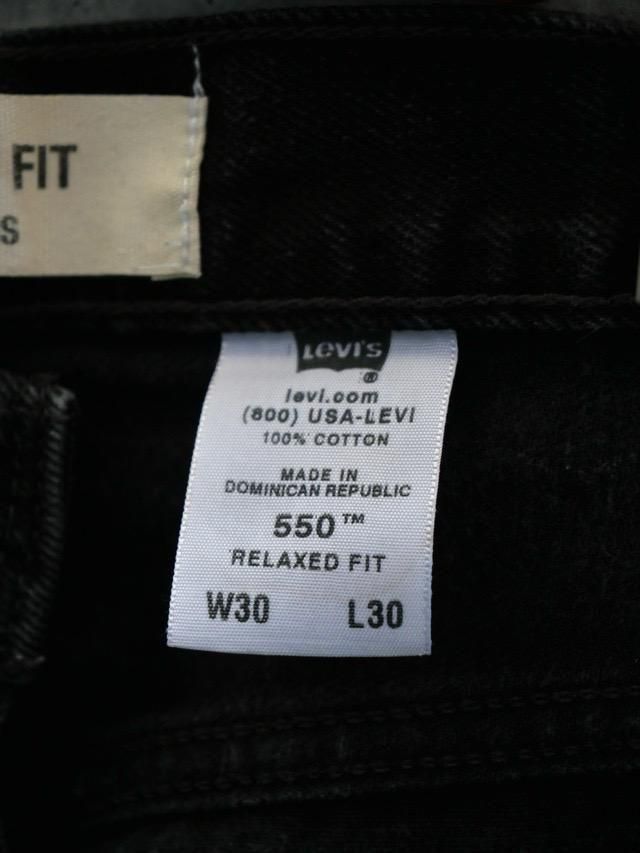 FIT
S
Levi's
®
levi.com
(800) USA-LEVI
100% COTTON
MADE IN
DOMINICAN REPUBLIC
550™
RELAXED FIT
W30 L30